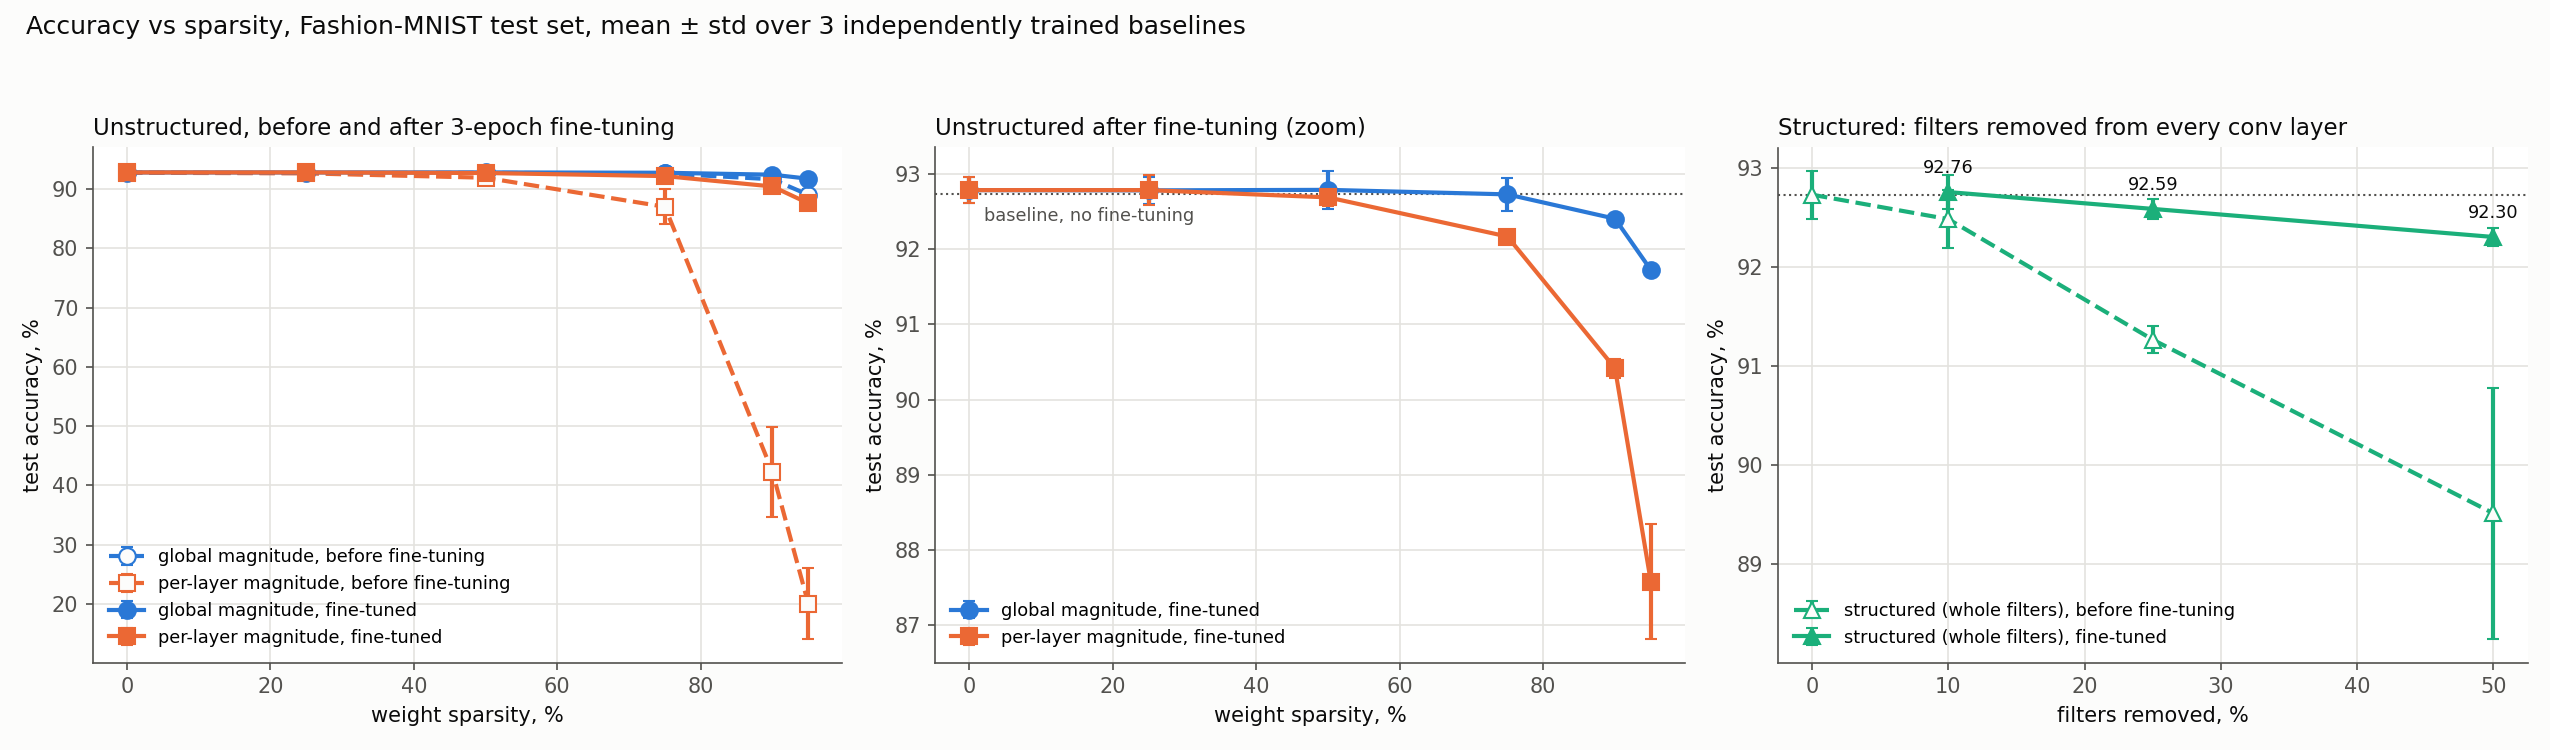 Accuracy vs sparsity, Fashion-MNIST test set, mean ± std over 3 independently trained baselines
Unstructured, before and after 3-epoch fine-tuning
test accuracy, %
90
80
70
60
50
40
30
20
global magnitude, before fine-tuning
per-layer magnitude, before fine-tuning
global magnitude, fine-tuned
per-layer magnitude, fine-tuned
0 20 40 60 80
weight sparsity, %
Unstructured after fine-tuning (zoom)
test accuracy, %
93
92
91
90
89
88
87
baseline, no fine-tuning
global magnitude, fine-tuned
per-layer magnitude, fine-tuned
0 20 40 60 80
weight sparsity, %
Structured: filters removed from every conv layer
test accuracy, %
93
92
91
90
89
92.76
92.59
92.30
structured (whole filters), before fine-tuning
structured (whole filters), fine-tuned
0 10 20 30 40 50
filters removed, %